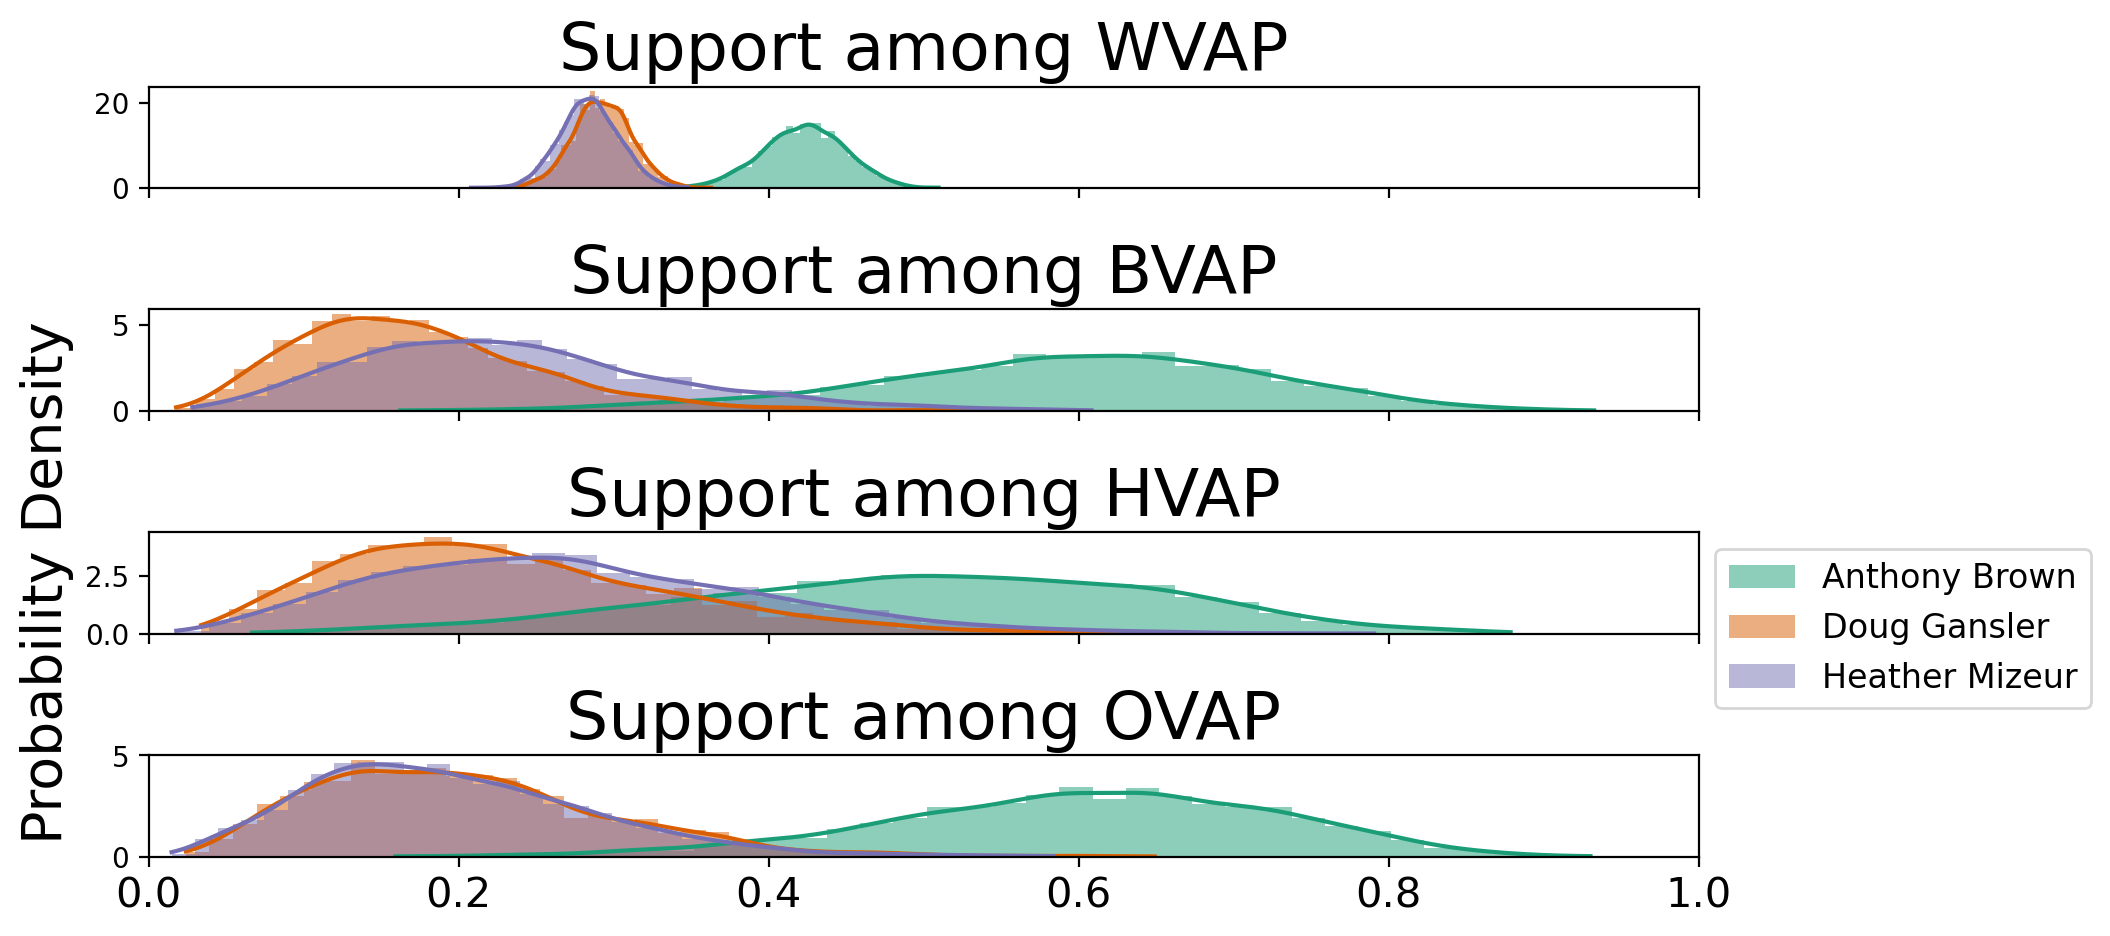 Support among WVAP
20
0
Support among BVAP
5
0
Support among HVAP
2.5
0.0
Support among OVAP
5
0
0.0 0.2 0.4 0.6 0.8 1.0
Probability Density
Anthony Brown
Doug Gansler
Heather Mizeur